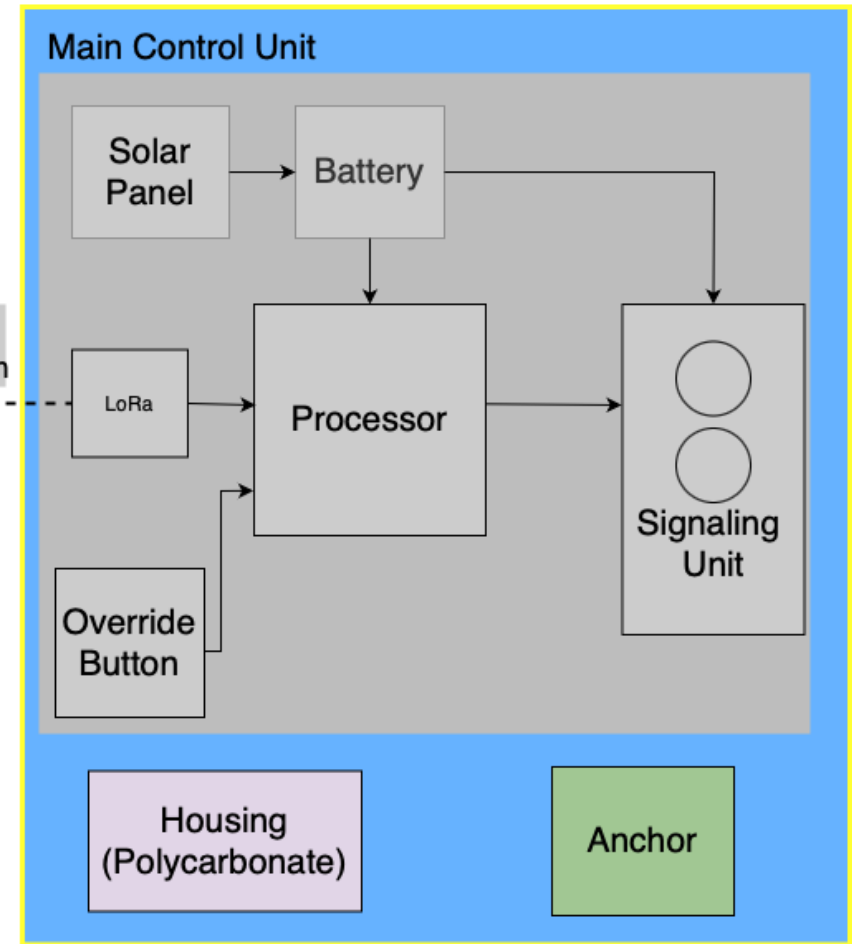 Main Control Unit
Solar
Panel
Battery
LoRa
Processor
Signaling
Unit
Override
Button
Housing
(Polycarbonate)
Anchor